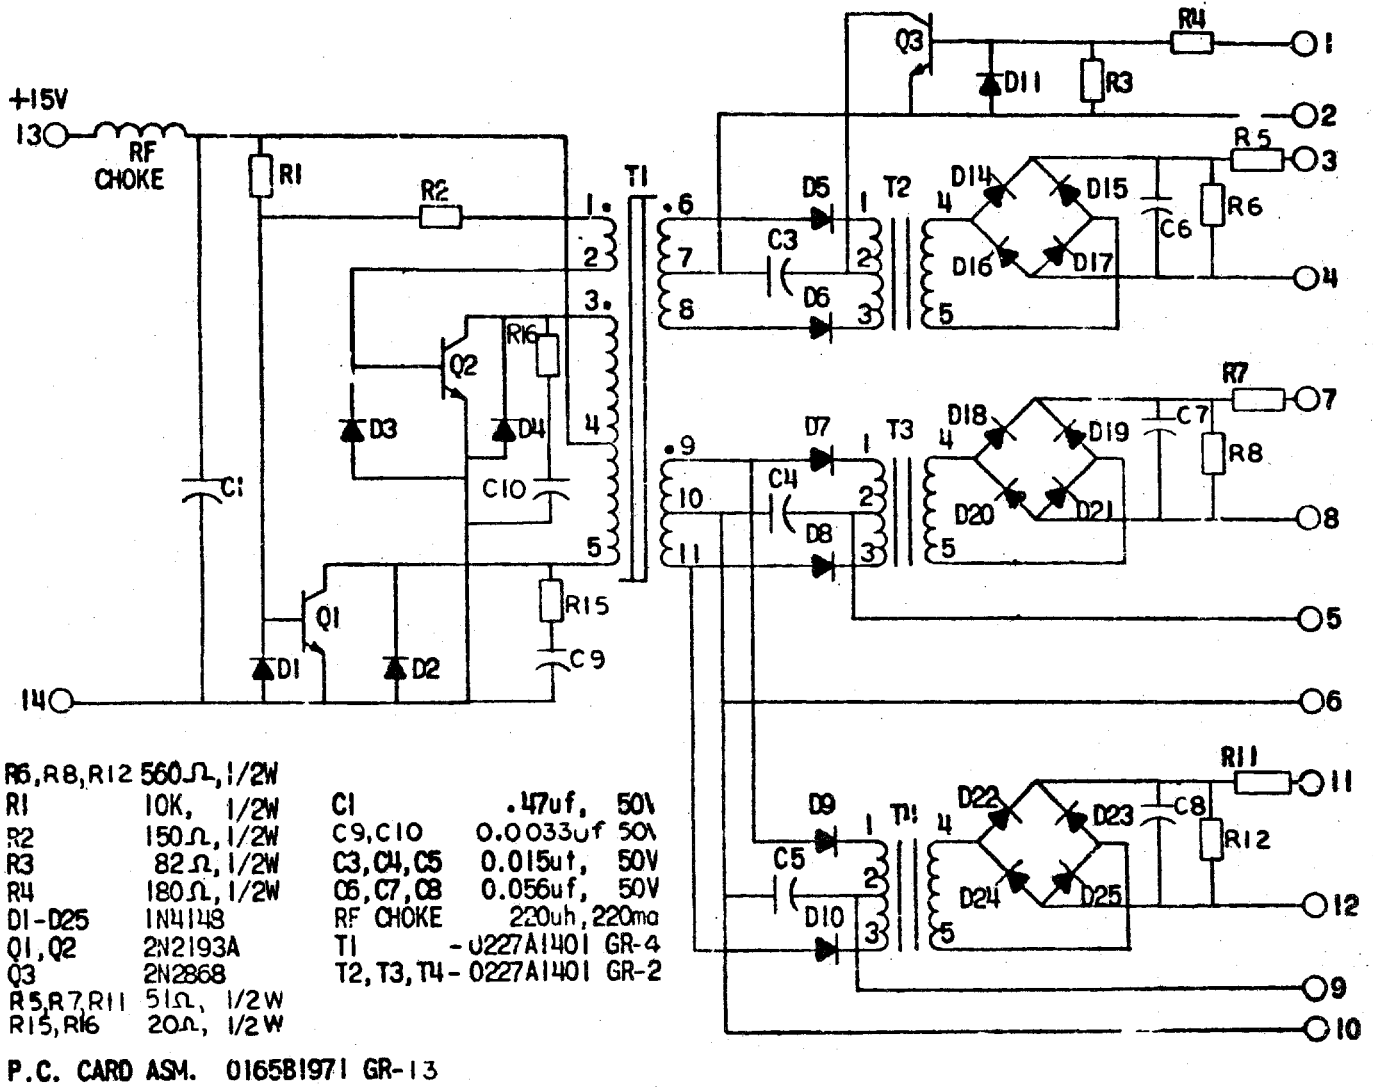 R4
Q3
1
D11
R3
+15V
2
13
RF
CHOKE
R1
R2
T1
R5
3
1.
.6
D5
1
T2
4
D14
D15
C6
R6
2
7
C3
2
D16
D17
4
3.
8
D6
3
5
R16
Q2
R7
7
D3
D4
4
.9
D7
1
T3
4
D18
D19
C7
R8
C1
C10
10
C4
2
D20
D21
8
5
11
D8
3
5
R15
Q1
5
D1
D2
C9
14
6
R11
11
D9
1
T4
4
D22
D23
C8
R12
C5
2
D24
D25
12
D10
3
5
9
10
R6,R8,R12 560Ω, 1/2W
R1 10K, 1/2W C1 .47uf, 50V
R2 150Ω, 1/2W C9,C10 0.0033uf 50V
R3 82Ω, 1/2W C3,C4,C5 0.015uf, 50V
R4 180Ω, 1/2W C6,C7,C8 0.056uf, 50V
D1-D25 1N4148 RF CHOKE 220uh,220ma
Q1,Q2 2N2193A T1 -0227A1401 GR-4
Q3 2N2868 T2,T3,T4-0227A1401 GR-2
R5,R7,R11 51Ω, 1/2W
R15,R16 20Ω, 1/2W
P.C. CARD ASM. 0165B1971 GR-13